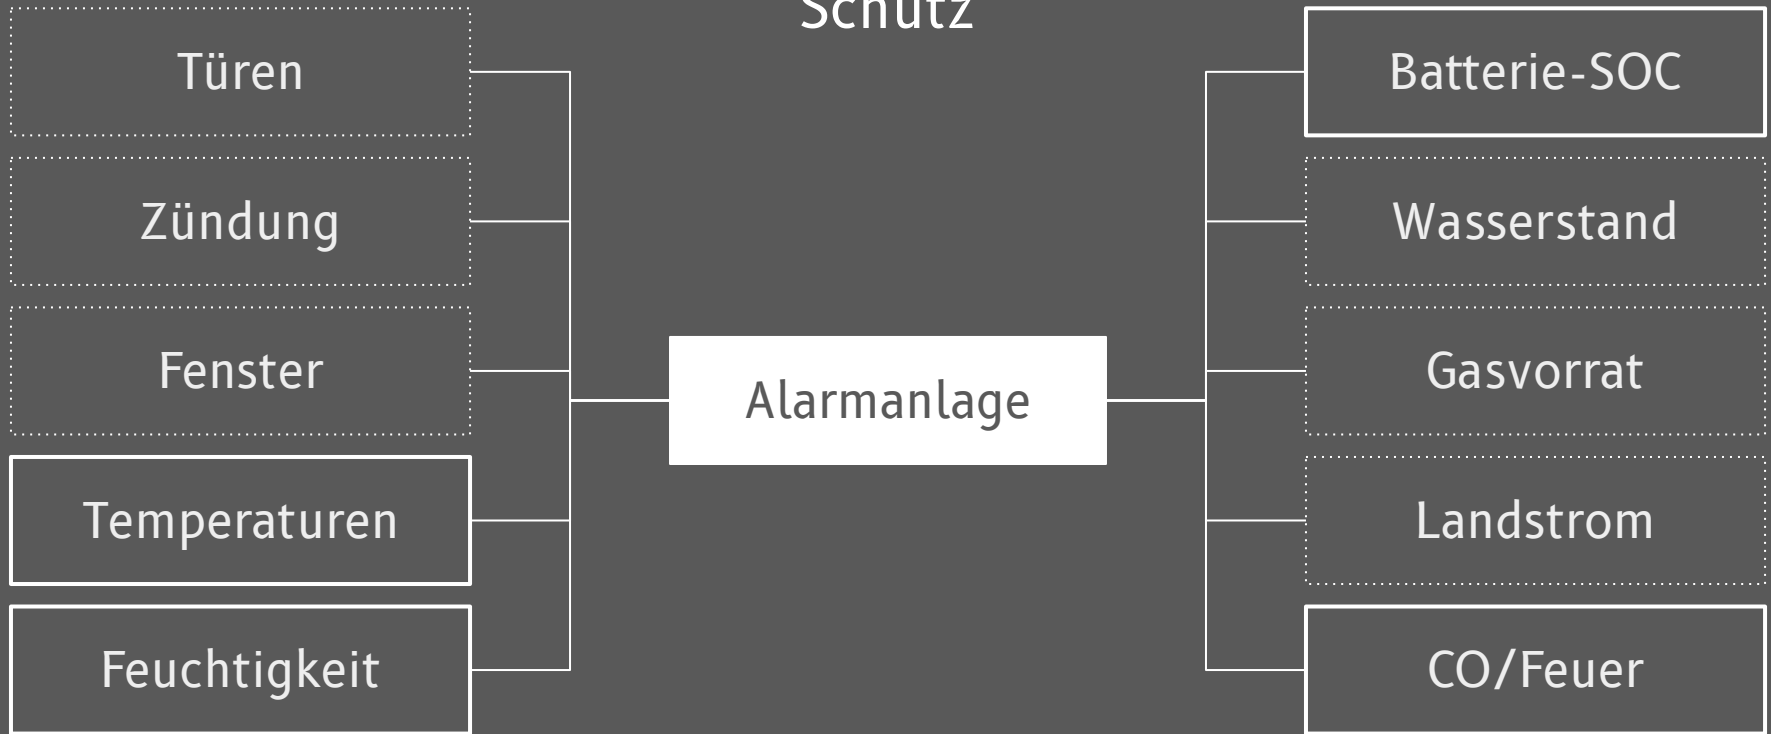 Schutz
Türen
Zündung
Fenster
Temperaturen
Feuchtigkeit
Alarmanlage
Batterie-SOC
Wasserstand
Gasvorrat
Landstrom
CO/Feuer